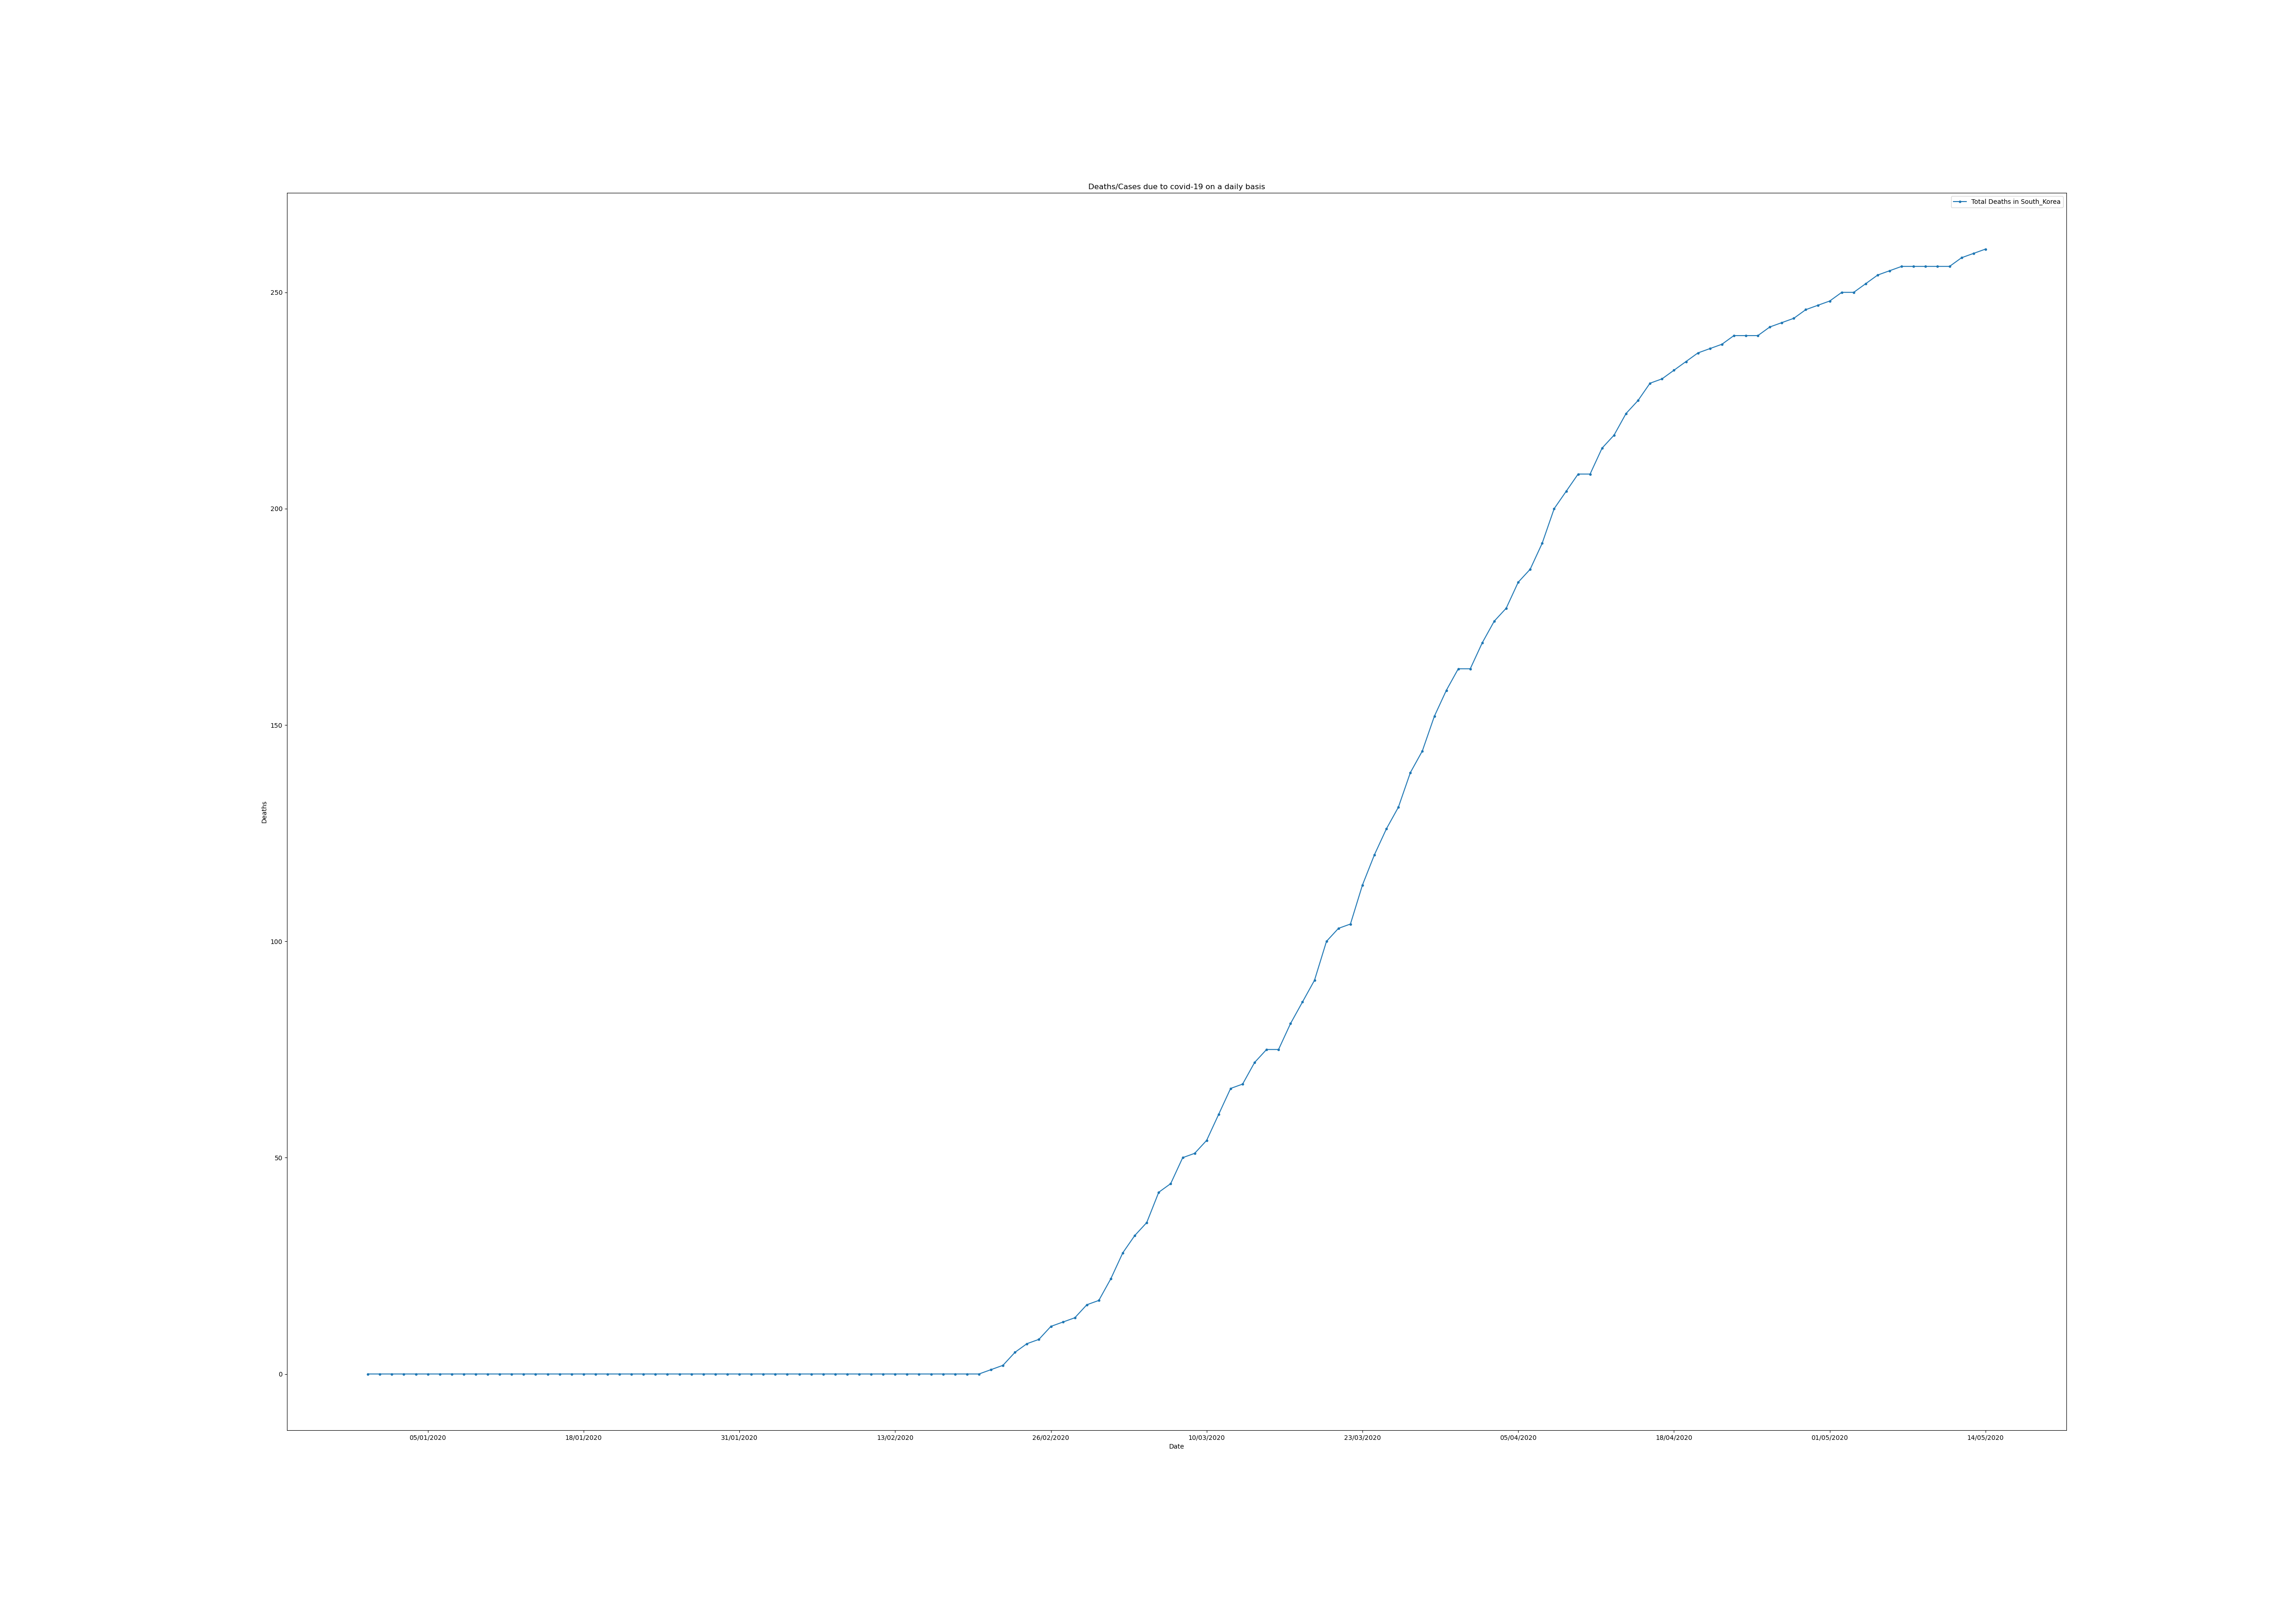 Deaths/Cases due to covid-19 on a daily basis
Total Deaths in South_Korea
250
200
150
100
50
0
Deaths
05/01/2020 18/01/2020 31/01/2020 13/02/2020 26/02/2020 10/03/2020 23/03/2020 05/04/2020 18/04/2020 01/05/2020 14/05/2020
Date